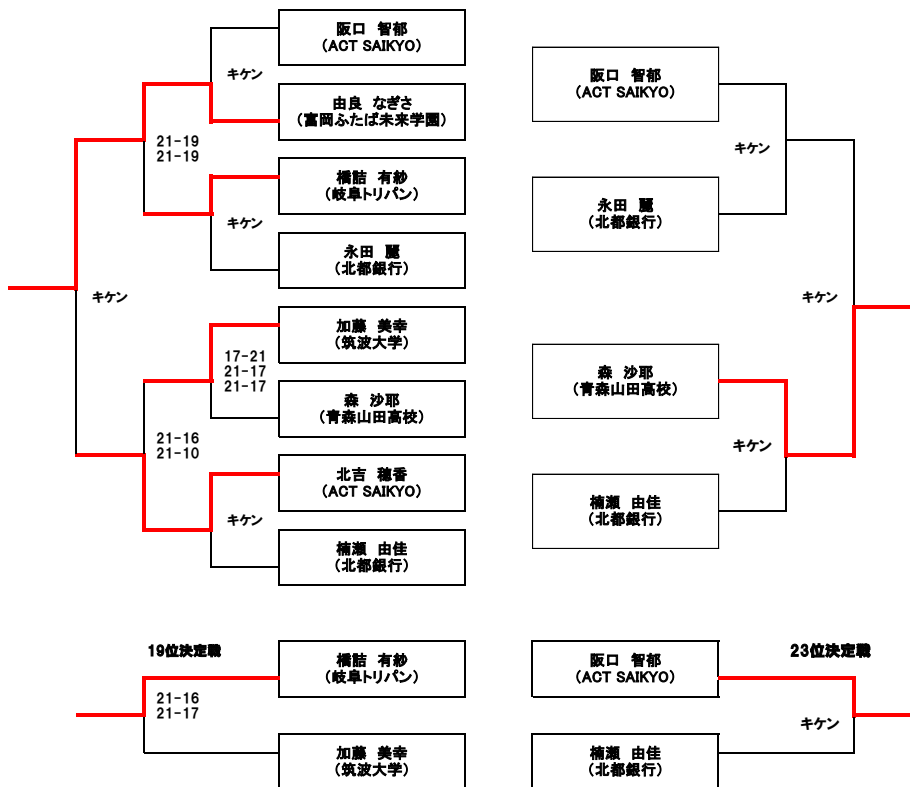 阪口 智郁
(ACT SAIKYO)
キケン
由良 なぎさ
(富岡ふたば未来学園)
21-19
21-19
橋詰 有紗
(岐阜トリパン)
キケン
永田 麗
(北都銀行)
キケン
加藤 美幸
(筑波大学)
17-21
21-17
21-17
森 沙耶
(青森山田高校)
21-16
21-10
北吉 穂香
(ACT SAIKYO)
キケン
楠瀬 由佳
(北都銀行)
阪口 智郁
(ACT SAIKYO)
キケン
永田 麗
(北都銀行)
キケン
森 沙耶
(青森山田高校)
キケン
楠瀬 由佳
(北都銀行)
19位決定戦
橋詰 有紗
(岐阜トリパン)
21-16
21-17
加藤 美幸
(筑波大学)
23位決定戦
阪口 智郁
(ACT SAIKYO)
キケン
楠瀬 由佳
(北都銀行)